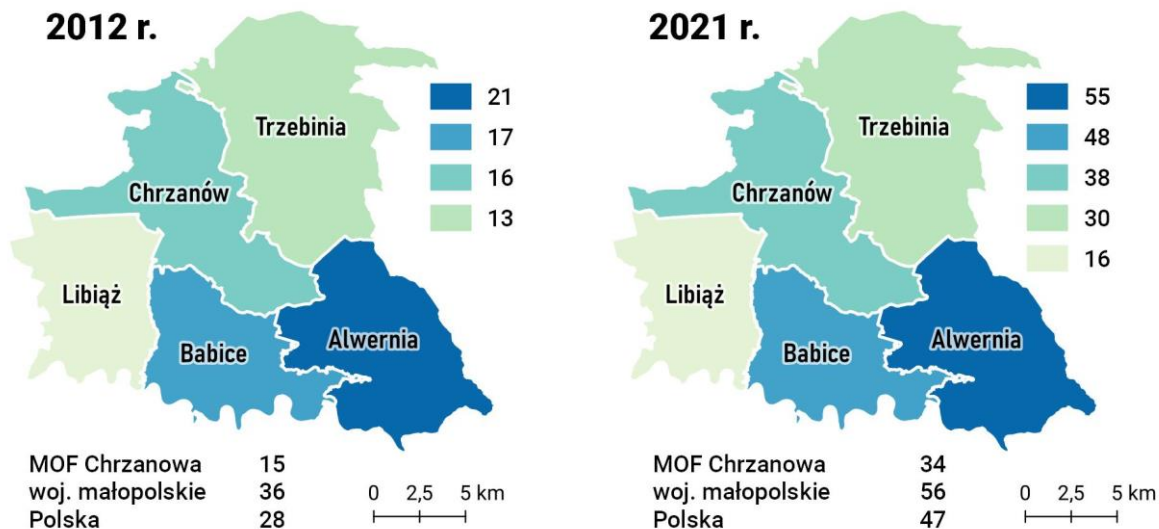 2012 r.
21
17
16
13
Trzebinia
Chrzanów
Libiąż
Babice
Alwernia
MOF Chrzanowa 15
woj. małopolskie 36
Polska 28
0 2,5 5 km
2021 r.
55
48
38
30
16
Trzebinia
Chrzanów
Libiąż
Babice
Alwernia
MOF Chrzanowa 34
woj. małopolskie 56
Polska 47
0 2,5 5 km